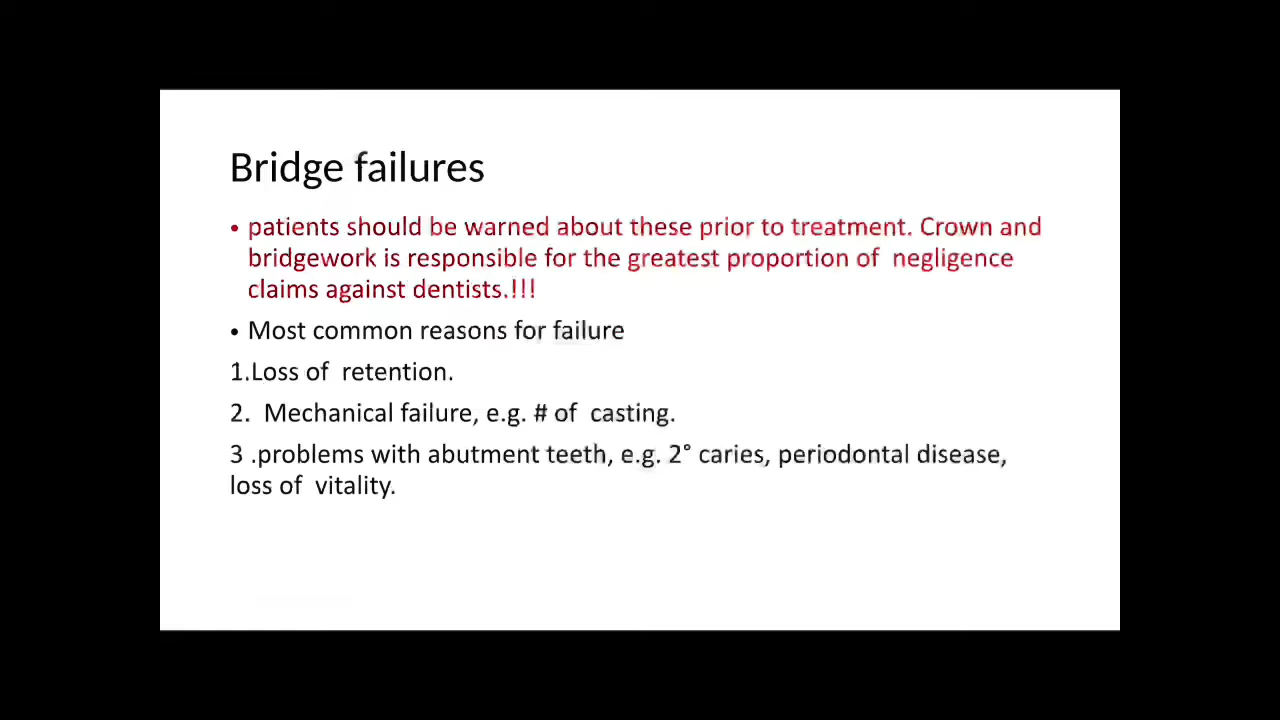 Bridge failures
• patients should be warned about these prior to treatment. Crown and
bridgework is responsible for the greatest proportion of  negligence
claims against dentists.!!!
• Most common reasons for failure
1.Loss of  retention.
2.  Mechanical failure, e.g. # of  casting.
3 .problems with abutment teeth, e.g. 2° caries, periodontal disease,
loss of  vitality.